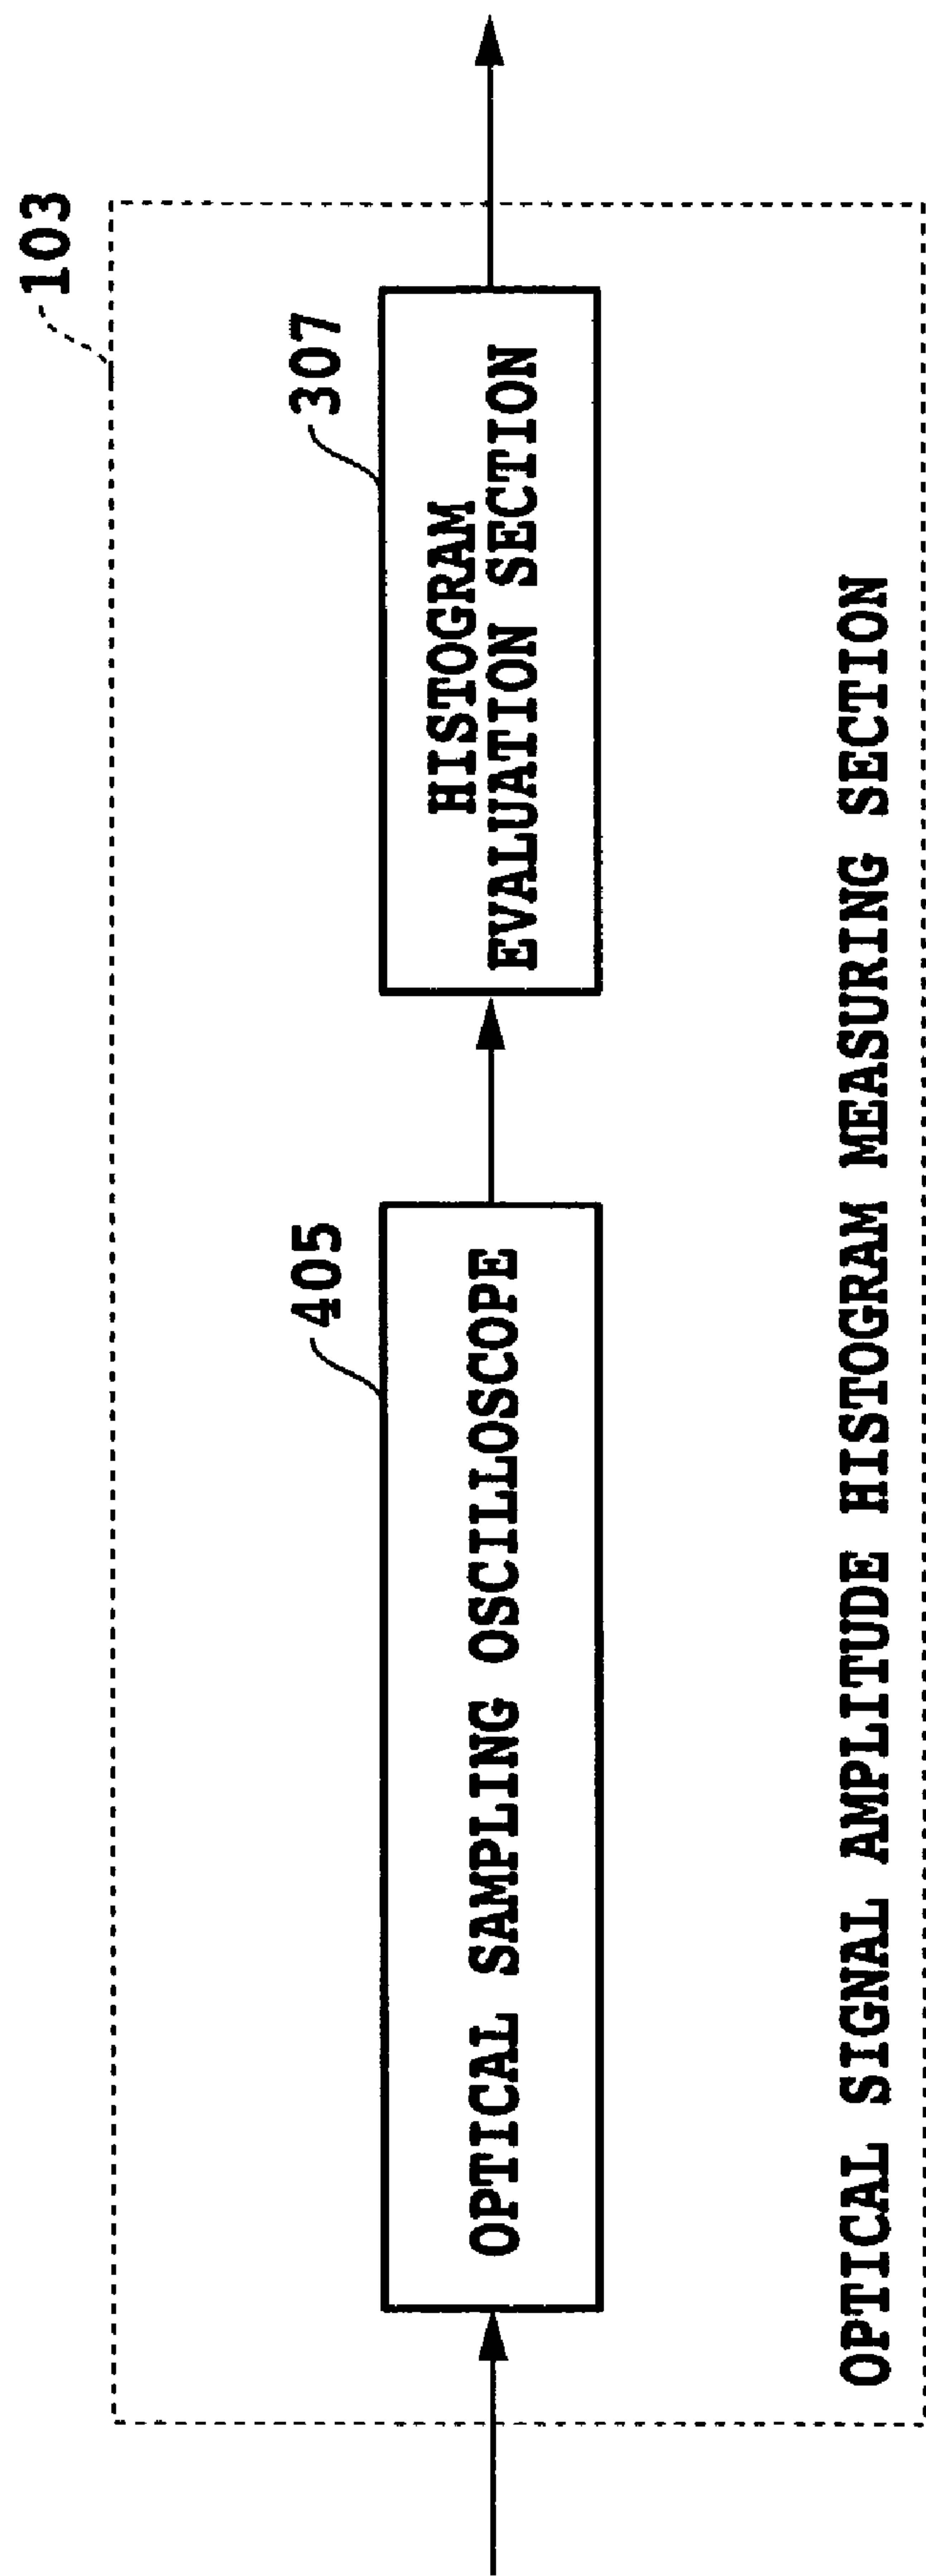 103
405
OPTICAL SAMPLING OSCILLOSCOPE
307
HISTOGRAM
EVALUATION SECTION
OPTICAL SIGNAL AMPLITUDE HISTOGRAM MEASURING SECTION